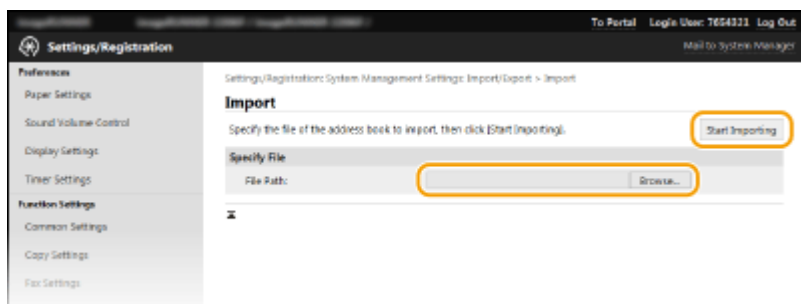 To Portal Login User: 7654321 Log Out
Settings/Registration
Mail to System Manager
Preferences
Paper Settings
Sound Volume Control
Display Settings
Timer Settings
Function Settings
Common Settings
Copy Settings
Fax Settings
Settings/Registration: System Management Settings: Import/Export > Import
Import
Specify the file of the address book to import, then click [Start Importing].
Start Importing
Specify File
File Path:
Browse...